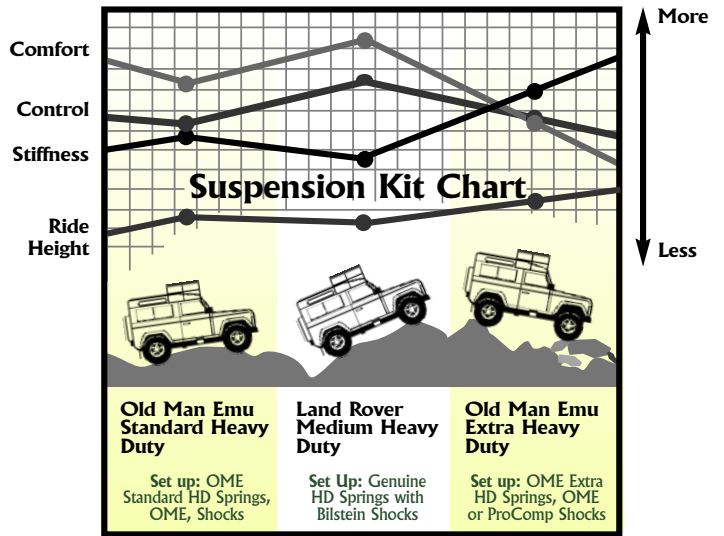 More
Comfort
Control
Stiffness
Suspension Kit Chart
Ride
Height
Less
Old Man Emu
Standard Heavy
Duty
Set up: OME
Standard HD Springs,
OME, Shocks
Land Rover
Medium Heavy
Duty
Set Up: Genuine
HD Springs with
Bilstein Shocks
Old Man Emu
Extra Heavy
Duty
Set up: OME Extra
HD Springs, OME
or ProComp Shocks